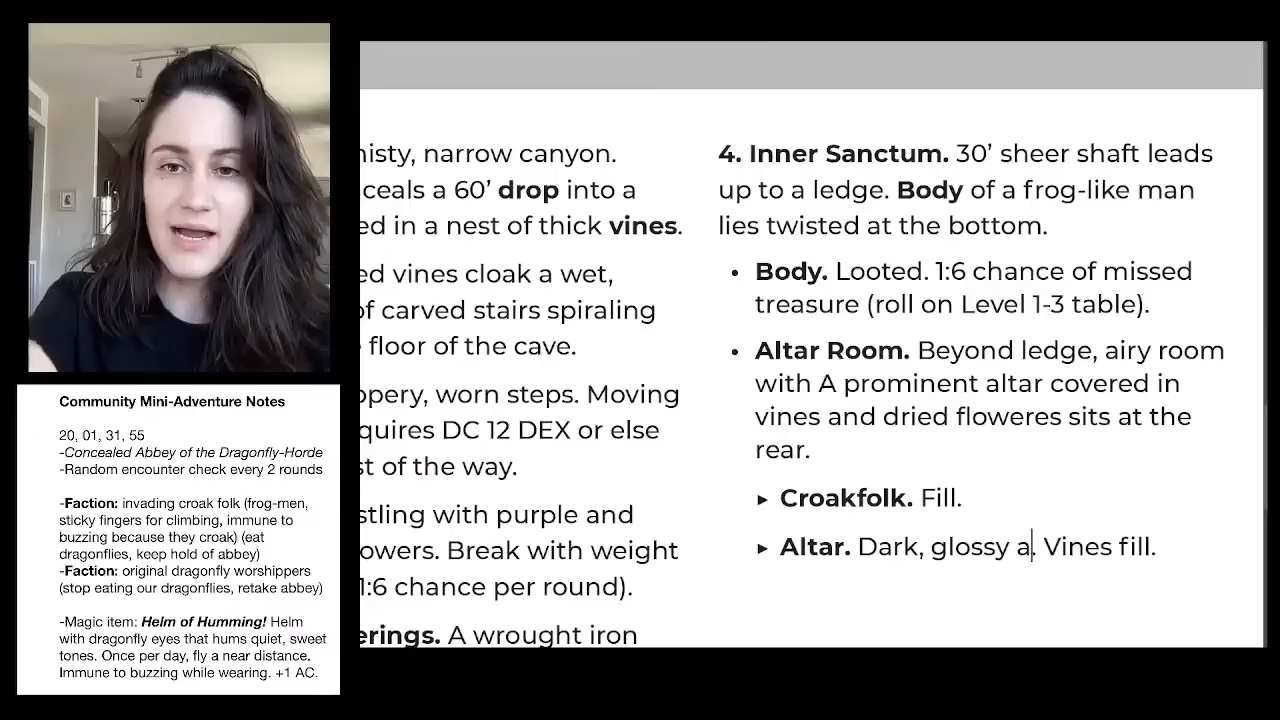 Community Mini-Adventure Notes
20, 01, 31, 55
-Concealed Abbey of the Dragonfly-Horde
-Random encounter check every 2 rounds
-Faction: invading croak folk (frog-men,
sticky fingers for climbing, immune to
buzzing because they croak) (eat
dragonflies, keep hold of abbey)
-Faction: original dragonfly worshippers
(stop eating our dragonflies, retake abbey)
-Magic item: Helm of Humming! Helm
with dragonfly eyes that hums quiet, sweet
tones. Once per day, fly a near distance.
Immune to buzzing while wearing. +1 AC.
misty, narrow canyon.
ceals a 60’ drop into a
ed in a nest of thick vines.
ed vines cloak a wet,
of carved stairs spiraling
floor of the cave.
ppery, worn steps. Moving
quires DC 12 DEX or else
st of the way.
stling with purple and
owers. Break with weight
1:6 chance per round).
erings. A wrought iron
4. Inner Sanctum. 30’ sheer shaft leads
up to a ledge. Body of a frog-like man
lies twisted at the bottom.
• Body. Looted. 1:6 chance of missed
treasure (roll on Level 1-3 table).
• Altar Room. Beyond ledge, airy room
with A prominent altar covered in
vines and dried floweres sits at the
rear.
▸ Croakfolk. Fill.
▸ Altar. Dark, glossy a. Vines fill.